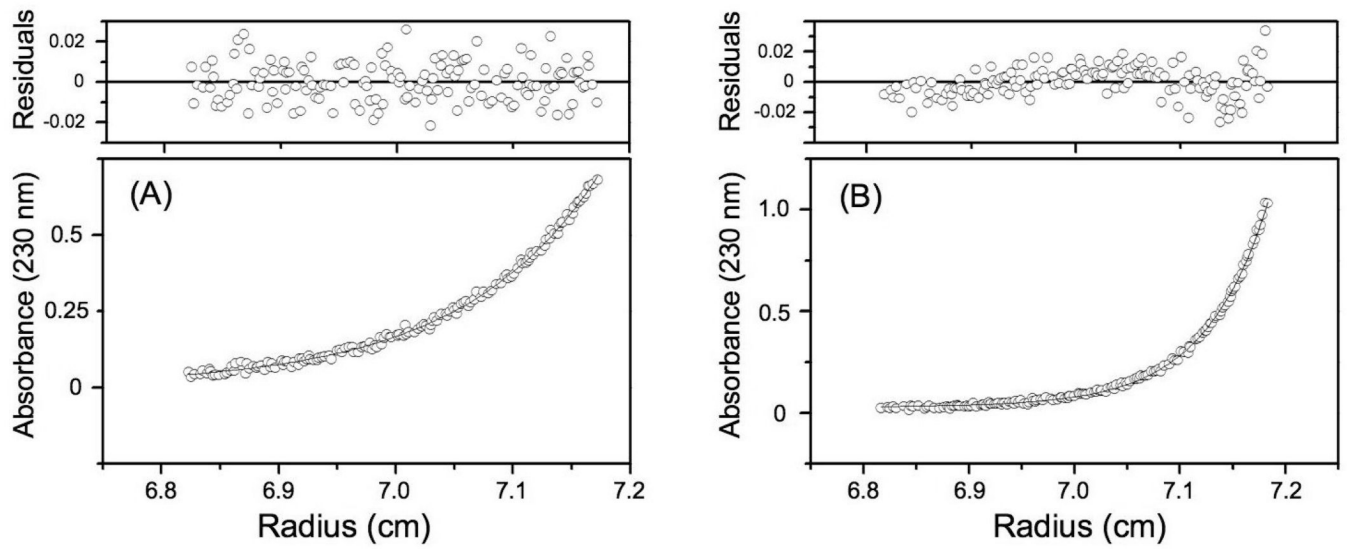 Residuals
0.02
0
-0.02
(A)
Absorbance (230 nm)
0.5
0.25
0
6.8 6.9 7.0 7.1 7.2
Radius (cm)
Residuals
0.02
0
-0.02
(B)
Absorbance (230 nm)
1.0
0.5
0
6.8 6.9 7.0 7.1 7.2
Radius (cm)